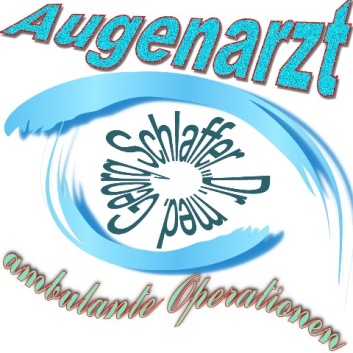 Augenarzt
Dr. med. Georg Schlaffer
ambulante Operationen